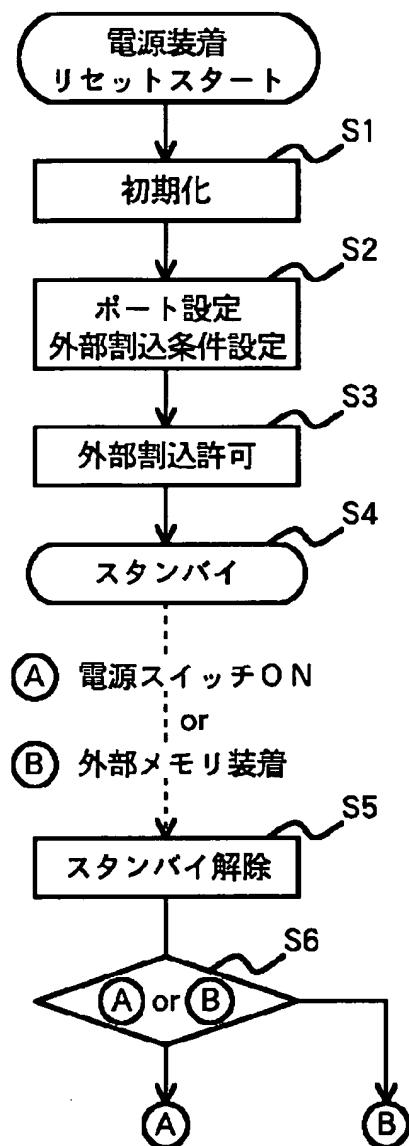 電源装着
リセットスタート
S1
初期化
S2
ポート設定
外部割込条件設定
S3
外部割込許可
S4
スタンバイ
A 電源スイッチON
or
B 外部メモリ装着
S5
スタンバイ解除
S6
A or B
A
B